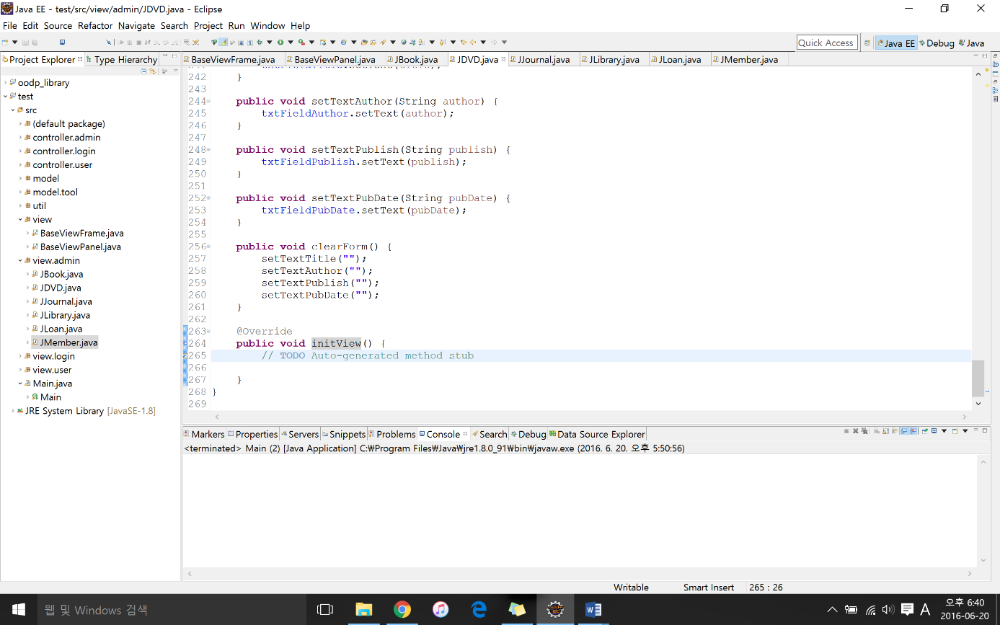 Java EE - test/src/view/admin/JDVD.java - Eclipse
File Edit Source Refactor Navigate Search Project Run Window Help
Quick Access Java EE Debug Java
Project Explorer Type Hierarchy
BaseViewFrame.java BaseViewPanel.java JBook.java JDVD.java JJournal.java JLibrary.java JLoan.java JMember.java
oodp_library
test
src
(default package)
controller.admin
controller.login
controller.user
model
model.tool
util
view
BaseViewFrame.java
BaseViewPanel.java
view.admin
JBook.java
JDVD.java
JJournal.java
JLibrary.java
JLoan.java
JMember.java
view.login
view.user
Main.java
Main
JRE System Library [JavaSE-1.8]
242 }
243
244 public void setTextAuthor(String author) {
245 txtFieldAuthor.setText(author);
246 }
247
248 public void setTextPublish(String publish) {
249 txtFieldPublish.setText(publish);
250 }
251
252 public void setTextPubDate(String pubDate) {
253 txtFieldPubDate.setText(pubDate);
254 }
255
256 public void clearForm() {
257 setTextTitle("");
258 setTextAuthor("");
259 setTextPublish("");
260 setTextPubDate("");
261 }
262
263 @Override
264 public void initView() {
265 // TODO Auto-generated method stub
266
267 }
268 }
269
Markers Properties Servers Snippets Problems Console Search Debug Data Source Explorer
<terminated> Main (2) [Java Application] C:₩Program Files₩Java₩jre1.8.0_91₩bin₩javaw.exe (2016. 6. 20. 오후 5:50:56)
Writable Smart Insert 265 : 26
웹 및 Windows 검색
A
오후 6:40
2016-06-20